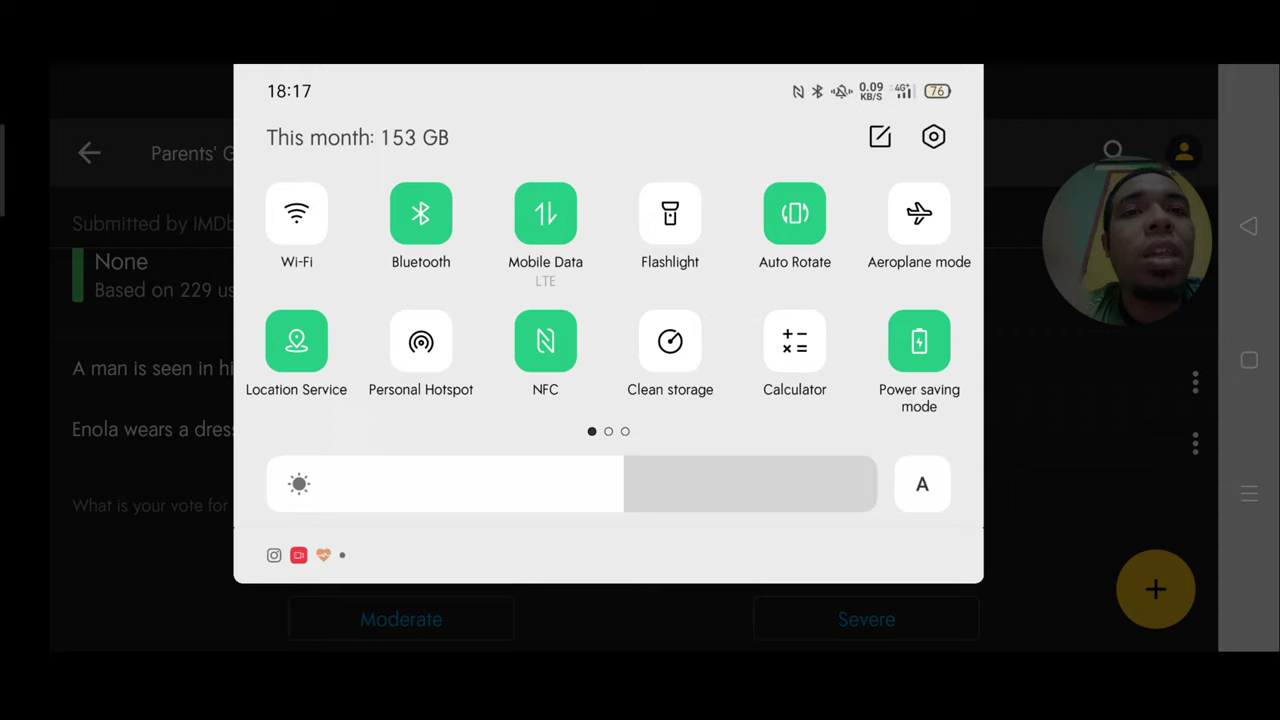 18:17
0.09
KB/S
4G+
76
This month: 153 GB
Parents' G
Submitted by IMDb
None
Based on 229 us
Wi-Fi
Bluetooth
Mobile Data
LTE
Flashlight
Auto Rotate
Aeroplane mode
A man is seen in hi
Location Service
Personal Hotspot
NFC
Clean storage
Calculator
Power saving
mode
Enola wears a dres
What is your vote for
A
Moderate
Severe